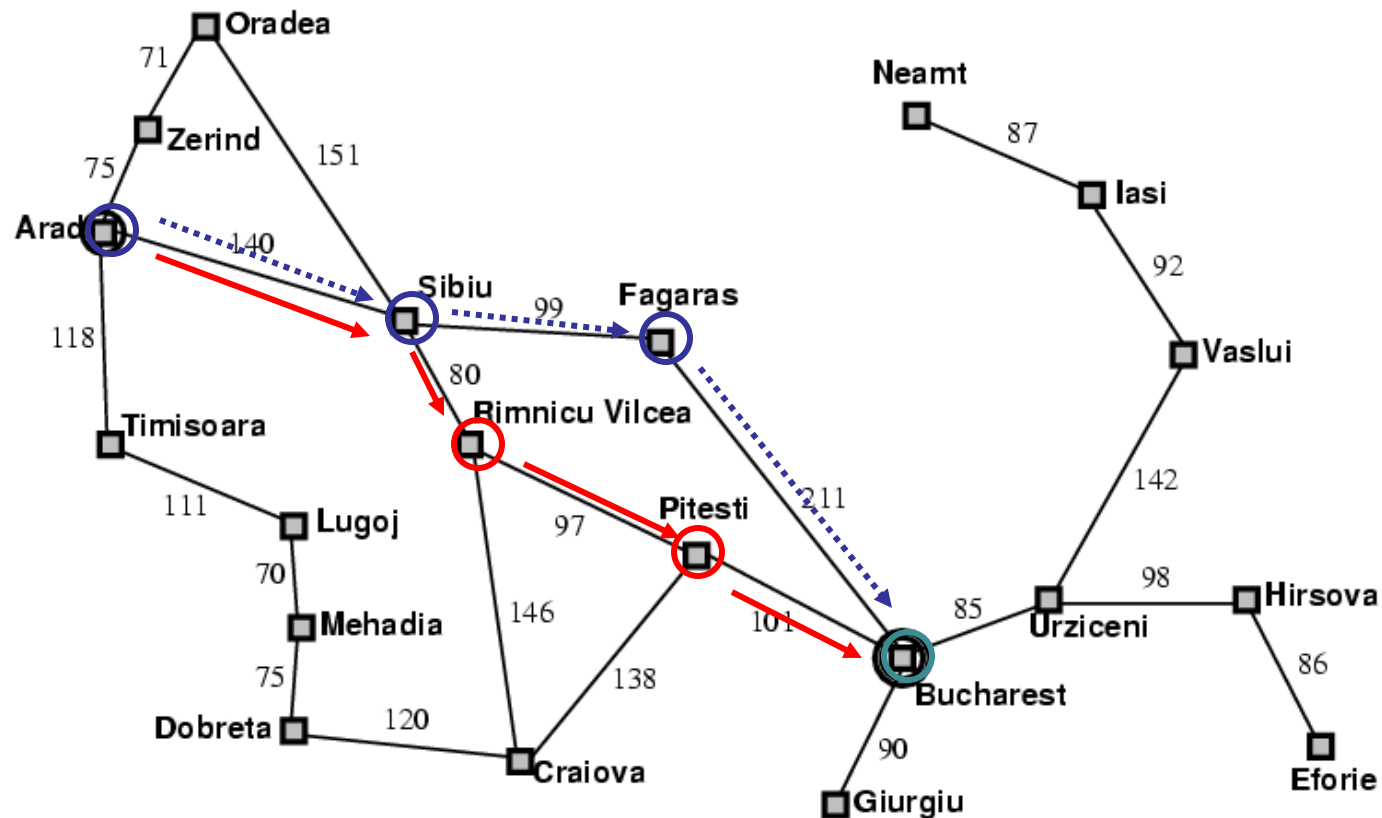 Oradea
71
Neamt
Zerind
87
151
75
Iasi
Arad
140
92
Sibiu
Fagaras
99
118
Vaslui
80
Rimnicu Vilcea
Timisoara
142
211
111
Pitesti
Lugoj
97
70
98
Hirsova
146
101
85
Mehadia
Urziceni
86
75
138
Bucharest
Dobreta
120
90
Craiova
Eforie
Giurgiu